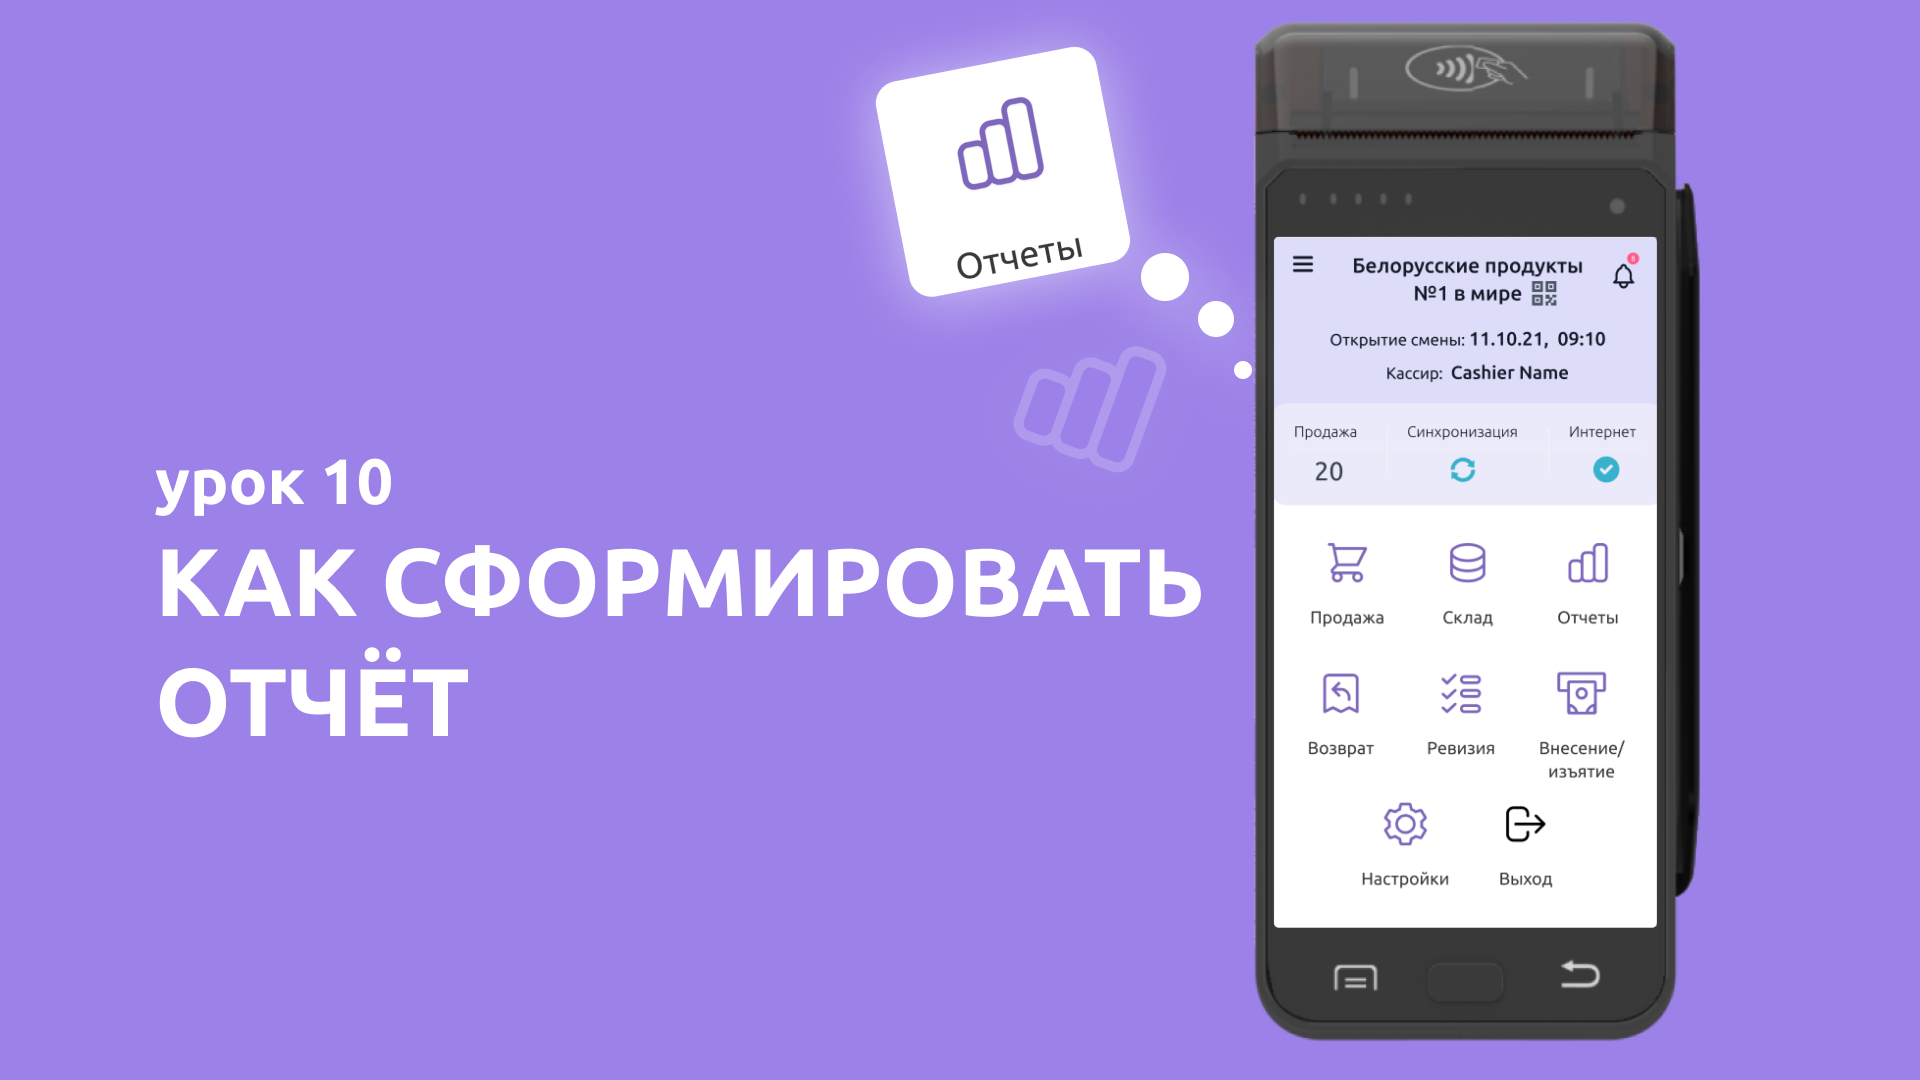 Отчеты
урок 10
КАК СФОРМИРОВАТЬ
ОТЧЁТ
Белорусские продукты
№1 в мире
Открытие смены: 11.10.21, 09:10
Кассир: Cashier Name
Продажа Синхронизация Интернет
20
Продажа Склад Отчеты
Возврат Ревизия Внесение/
изъятие
Настройки Выход